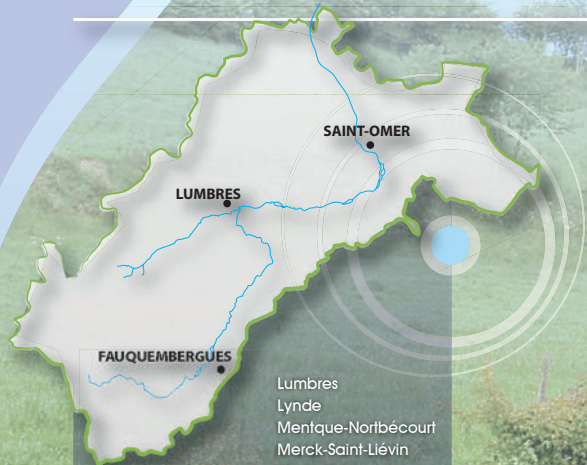 SAINT-OMER
LUMBRES
FAUQUEMBERGUES
Lumbres
Lynde
Mentque-Nortbécourt
Merck-Saint-Liévin